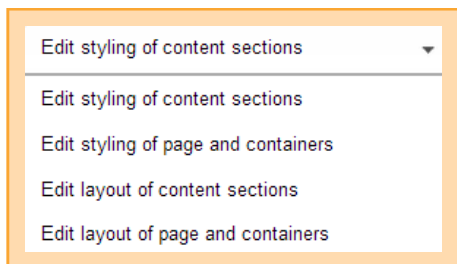 Edit styling of content sections
Edit styling of content sections
Edit styling of page and containers
Edit layout of content sections
Edit layout of page and containers